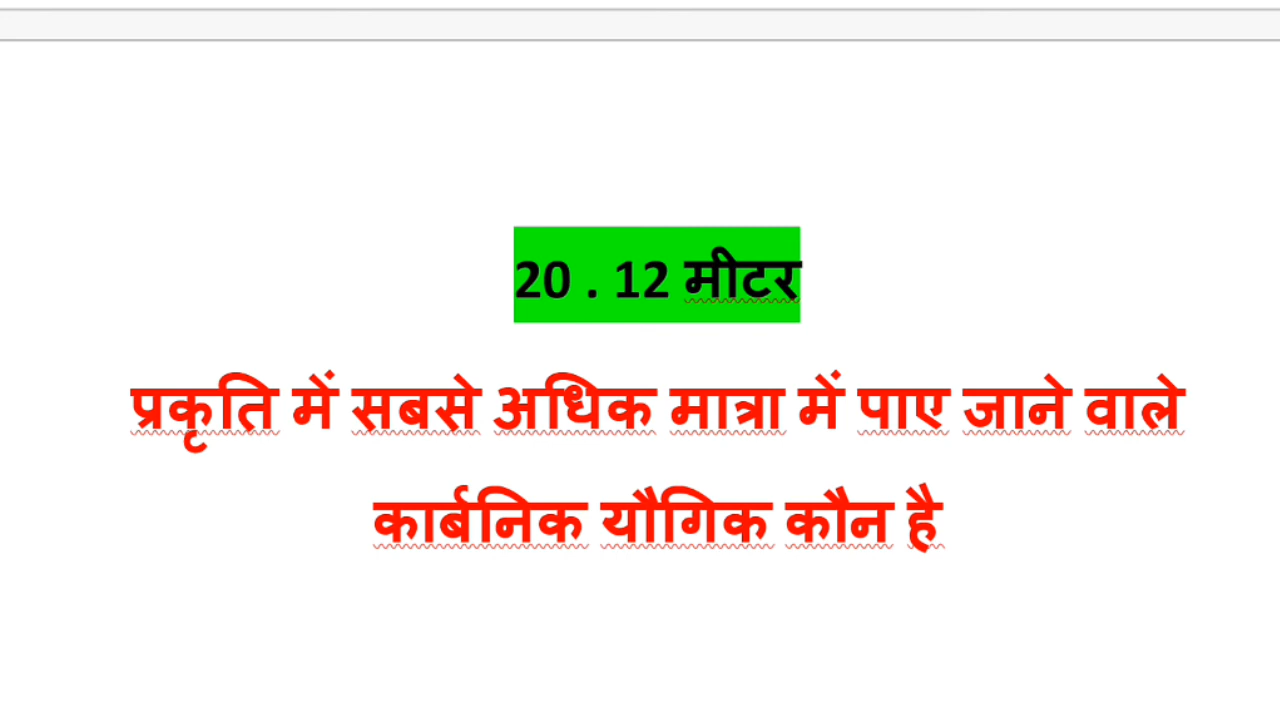 20 . 12 मीटर
प्रकृति में सबसे अधिक मात्रा में पाए जाने वाले
कार्बनिक यौगिक कौन है